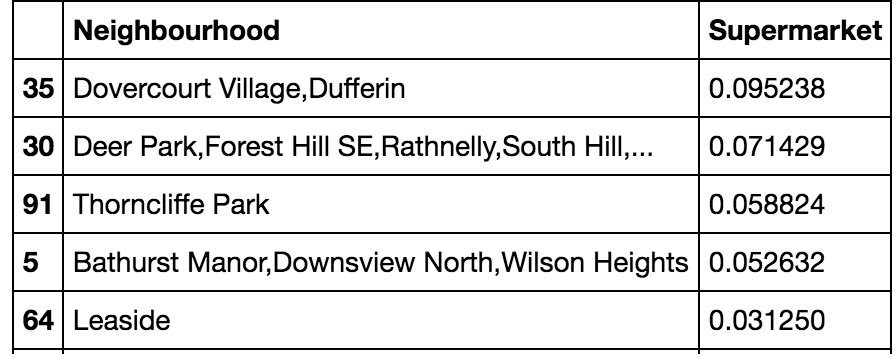 Neighbourhood Supermarket
35 Dovercourt Village,Dufferin 0.095238
30 Deer Park,Forest Hill SE,Rathnelly,South Hill,... 0.071429
91 Thorncliffe Park 0.058824
5 Bathurst Manor,Downsview North,Wilson Heights 0.052632
64 Leaside 0.031250